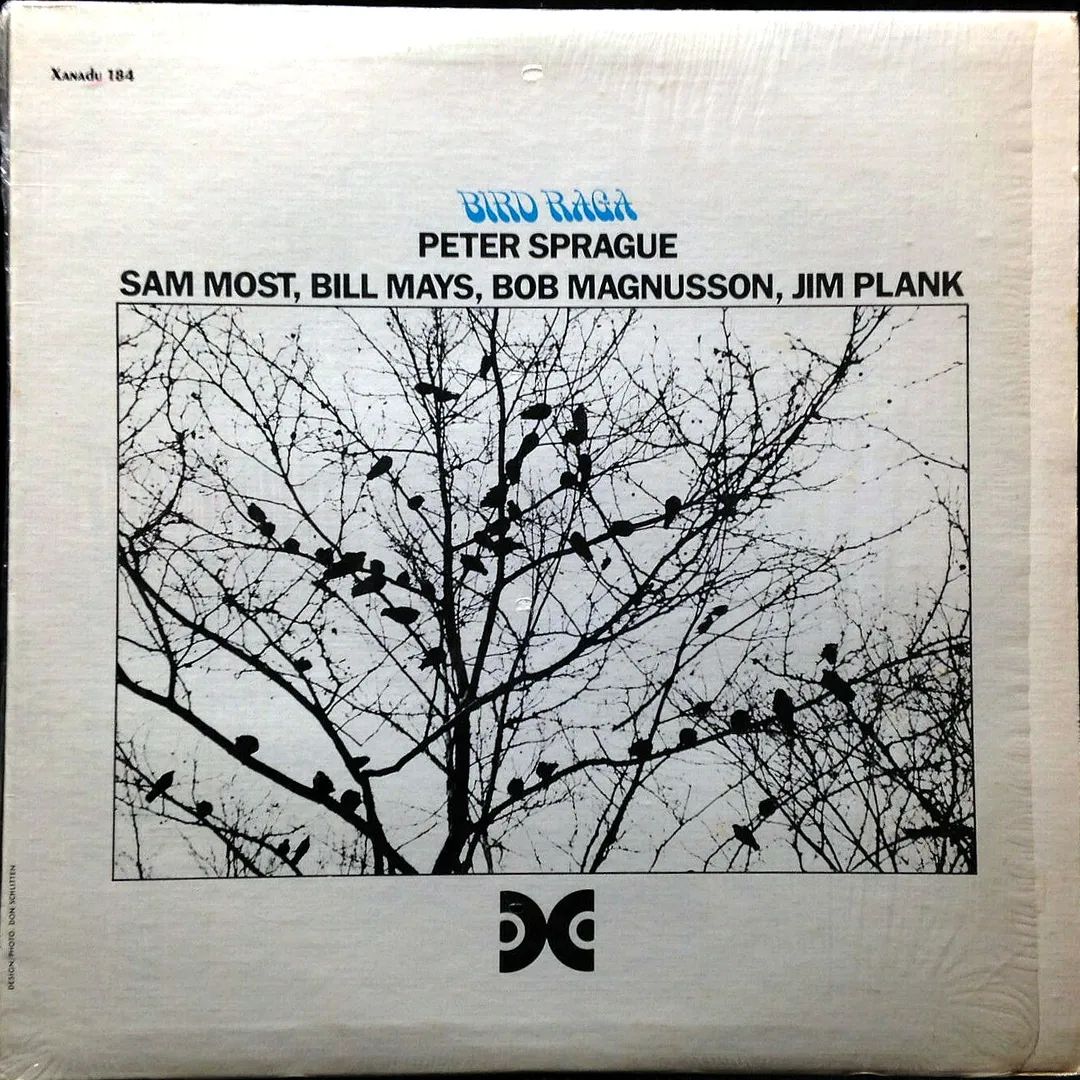 Xanadu 184
BIRD RAGA
PETER SPRAGUE
SAM MOST, BILL MAYS, BOB MAGNUSSON, JIM PLANK
DESIGN, PHOTO: DON SCHLITTEN